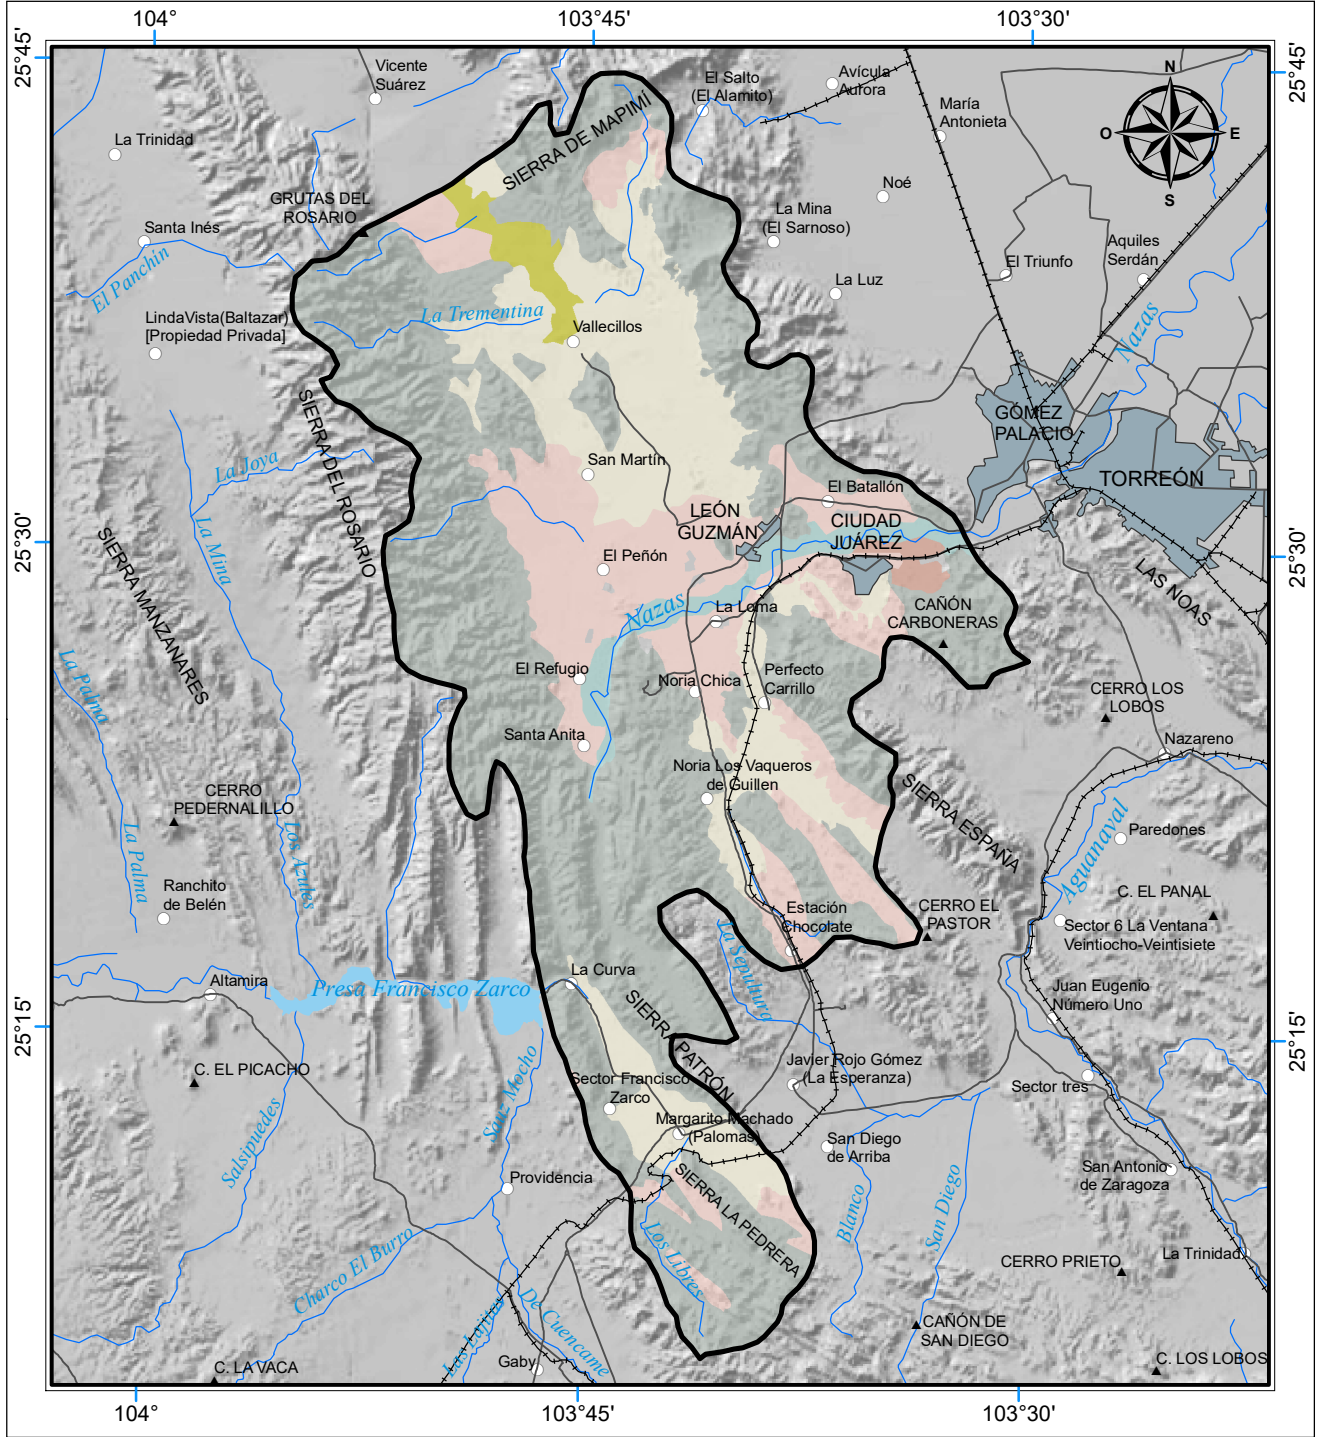 104°
103°45'
103°30'
25°45'
25°45'
Vicente
Suárez
El Salto
(El Alamito)
Avícula
Aurora
María
Antonieta
N
O
E
S
La Trinidad
SIERRA DE MAPIMÍ
Noé
GRUTAS DEL
ROSARIO
La Mina
(El Sarnoso)
Santa Inés
El Panchin
Aquiles
Serdán
El Triunfo
La Luz
LindaVista(Baltazar)
[Propiedad Privada]
La Trementina
Vallecillos
Nazas
SIERRA DEL ROSARIO
GÓMEZ
PALACIO
TORREÓN
La Joya
San Martín
El Batallón
LEÓN
GUZMÁN
CIUDAD
JUÁREZ
25°30'
25°30'
La Mina
SIERRA MANZANARES
El Peñón
LAS NOAS
Nazas
La Loma
CAÑÓN
CARBONERAS
La Palma
El Refugio
Noria Chica
Perfecto
Carrillo
CERRO LOS
LOBOS
Santa Anita
Nazareno
Noria Los Vaqueros
de Guillen
SIERRA ESPAÑA
CERRO
PEDERNALILLO
La Palma
Los Azules
Aguanaval
Paredones
Ranchito
de Belén
C. EL PANAL
Estación
Chocolate
CERRO EL
PASTOR
Sector 6 La Ventana
Veintiocho-Veintisiete
La Sepultura
La Curva
Altamira
Presa Francisco Zarco
Juan Eugenio
Número Uno
25°15'
25°15'
SIERRA PATRÓN
C. EL PICACHO
Sauz Mocho
Sector Francisco
Zarco
Javier Rojo Gómez
(La Esperanza)
Sector tres
Salsipuedes
Margarito Machado
(Palomas)
San Diego
de Arriba
San Antonio
de Zaragoza
Providencia
SIERRA LA PEDRERA
Blanco
San Diego
Los Libres
Charco El Burro
CERRO PRIETO
La Trinidad
De Cuencame
Las Lajitas
CAÑÓN DE
SAN DIEGO
Gaby
C. LA VACA
C. LOS LOBOS
104°
103°45'
103°30'